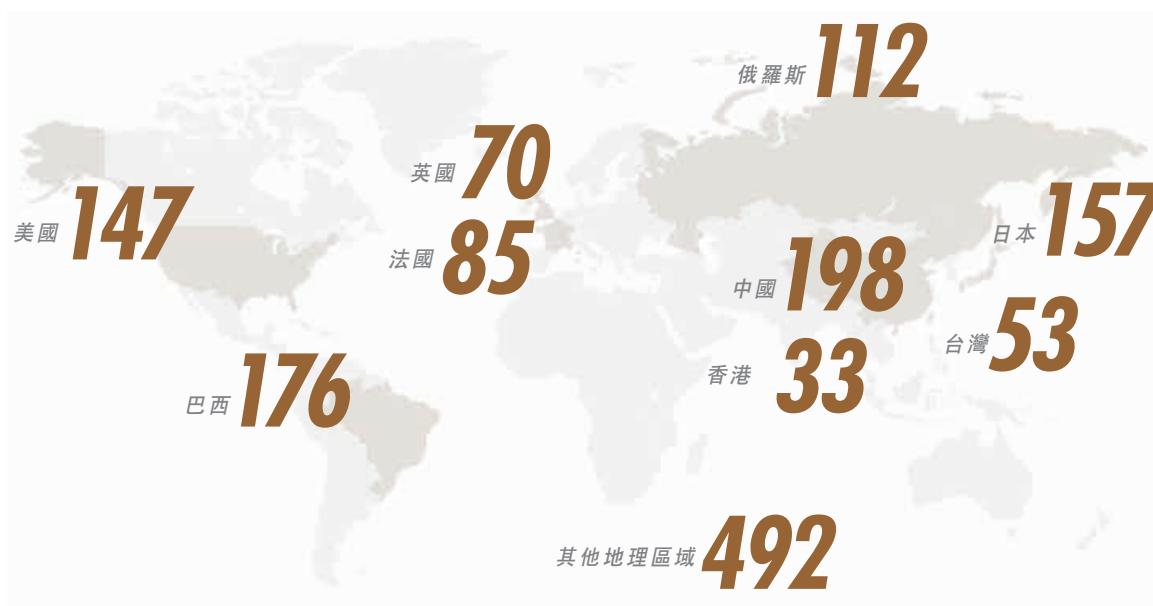 俄羅斯 112
英國 70
美國 147
日本 157
法國 85
中國 198
台灣 53
香港 33
巴西 176
其他地理區域 492